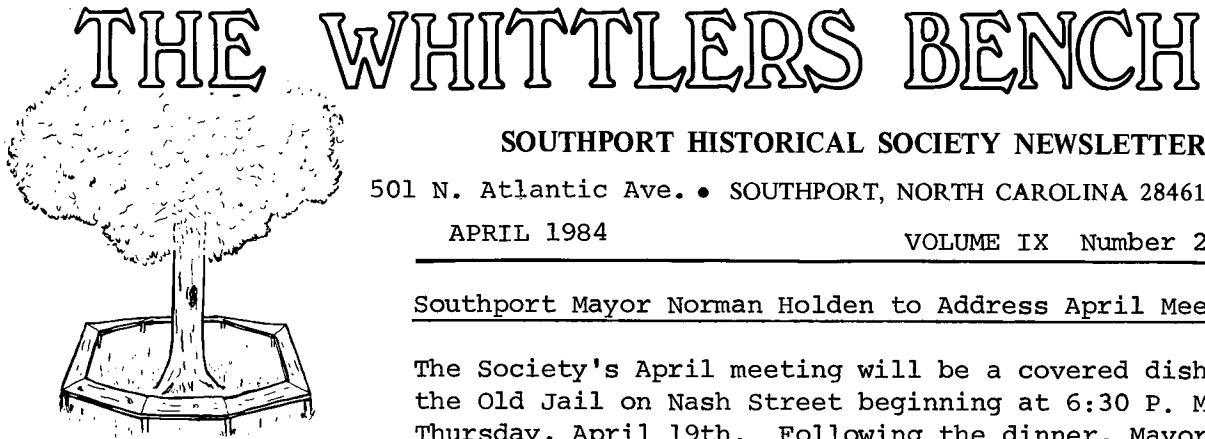 THE WHITTLERS BENCH
SOUTHPORT HISTORICAL SOCIETY NEWSLETTER
501 N. Atlantic Ave. • SOUTHPORT, NORTH CAROLINA 28461
APRIL 1984 VOLUME IX Number 2
Southport Mayor Norman Holden to Address April Mee
The Society's April meeting will be a covered dish
the Old Jail on Nash Street beginning at 6:30 P. M
Thursday, April 19th. Following the dinner, Mayor